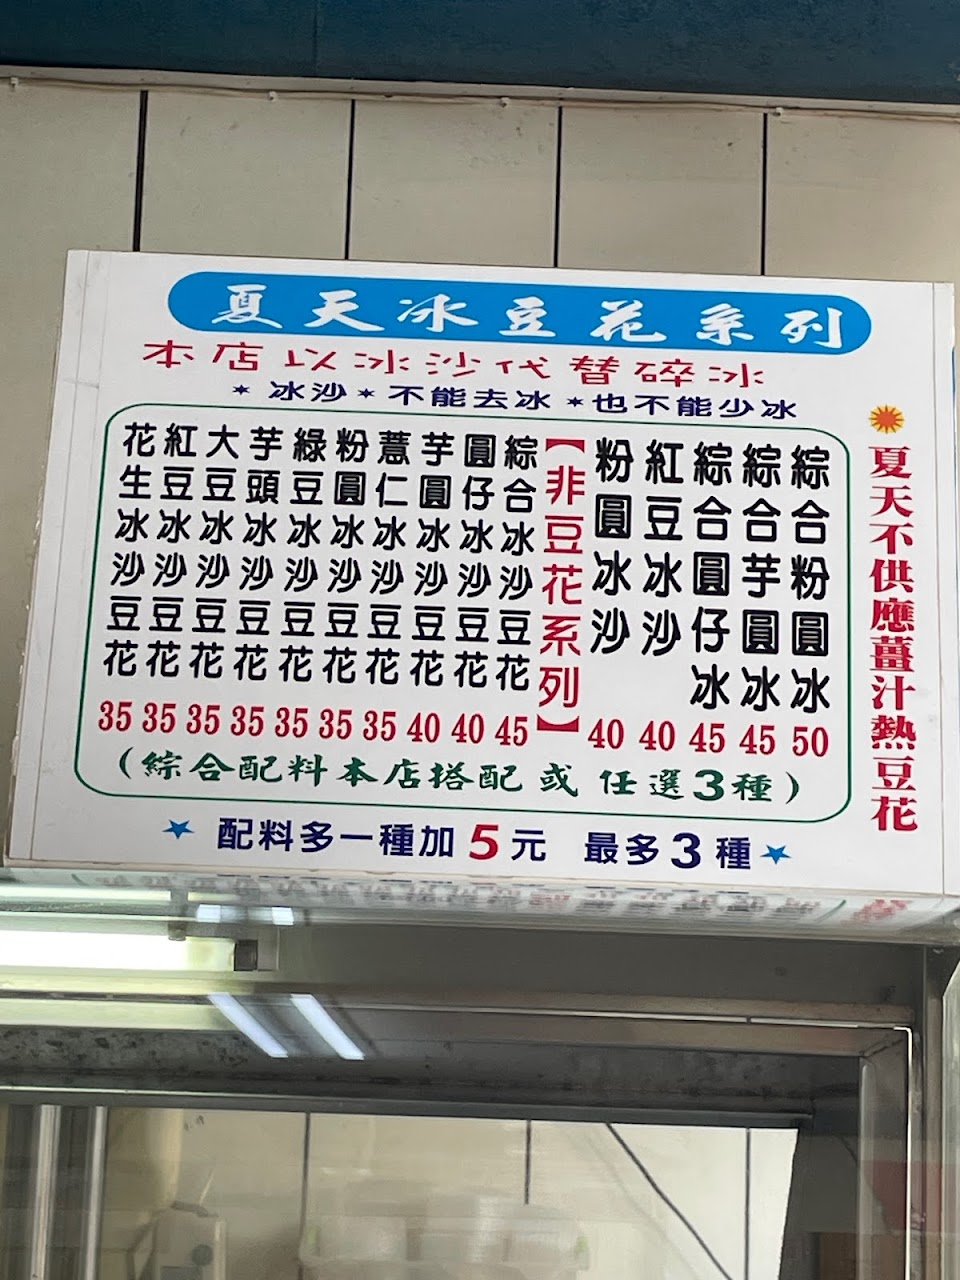 夏天冰豆花系列
本店以冰沙代替碎冰
*冰沙*不能去冰*也不能少冰
花生冰沙豆花 35
紅豆冰沙豆花 35
大豆冰沙豆花 35
芋頭冰沙豆花 35
綠豆冰沙豆花 35
粉圓冰沙豆花 35
薏仁冰沙豆花 35
芋圓冰沙豆花 40
圓仔冰沙豆花 40
綜合冰沙豆花 45
【非豆花系列】
粉圓冰沙 40
紅豆冰沙 40
綜合圓仔冰 45
綜合芋圓冰 45
綜合粉圓冰 50
(綜合配料本店搭配或任選3種)
配料多一種加5元 最多3種
夏天不供應薑汁熱豆花